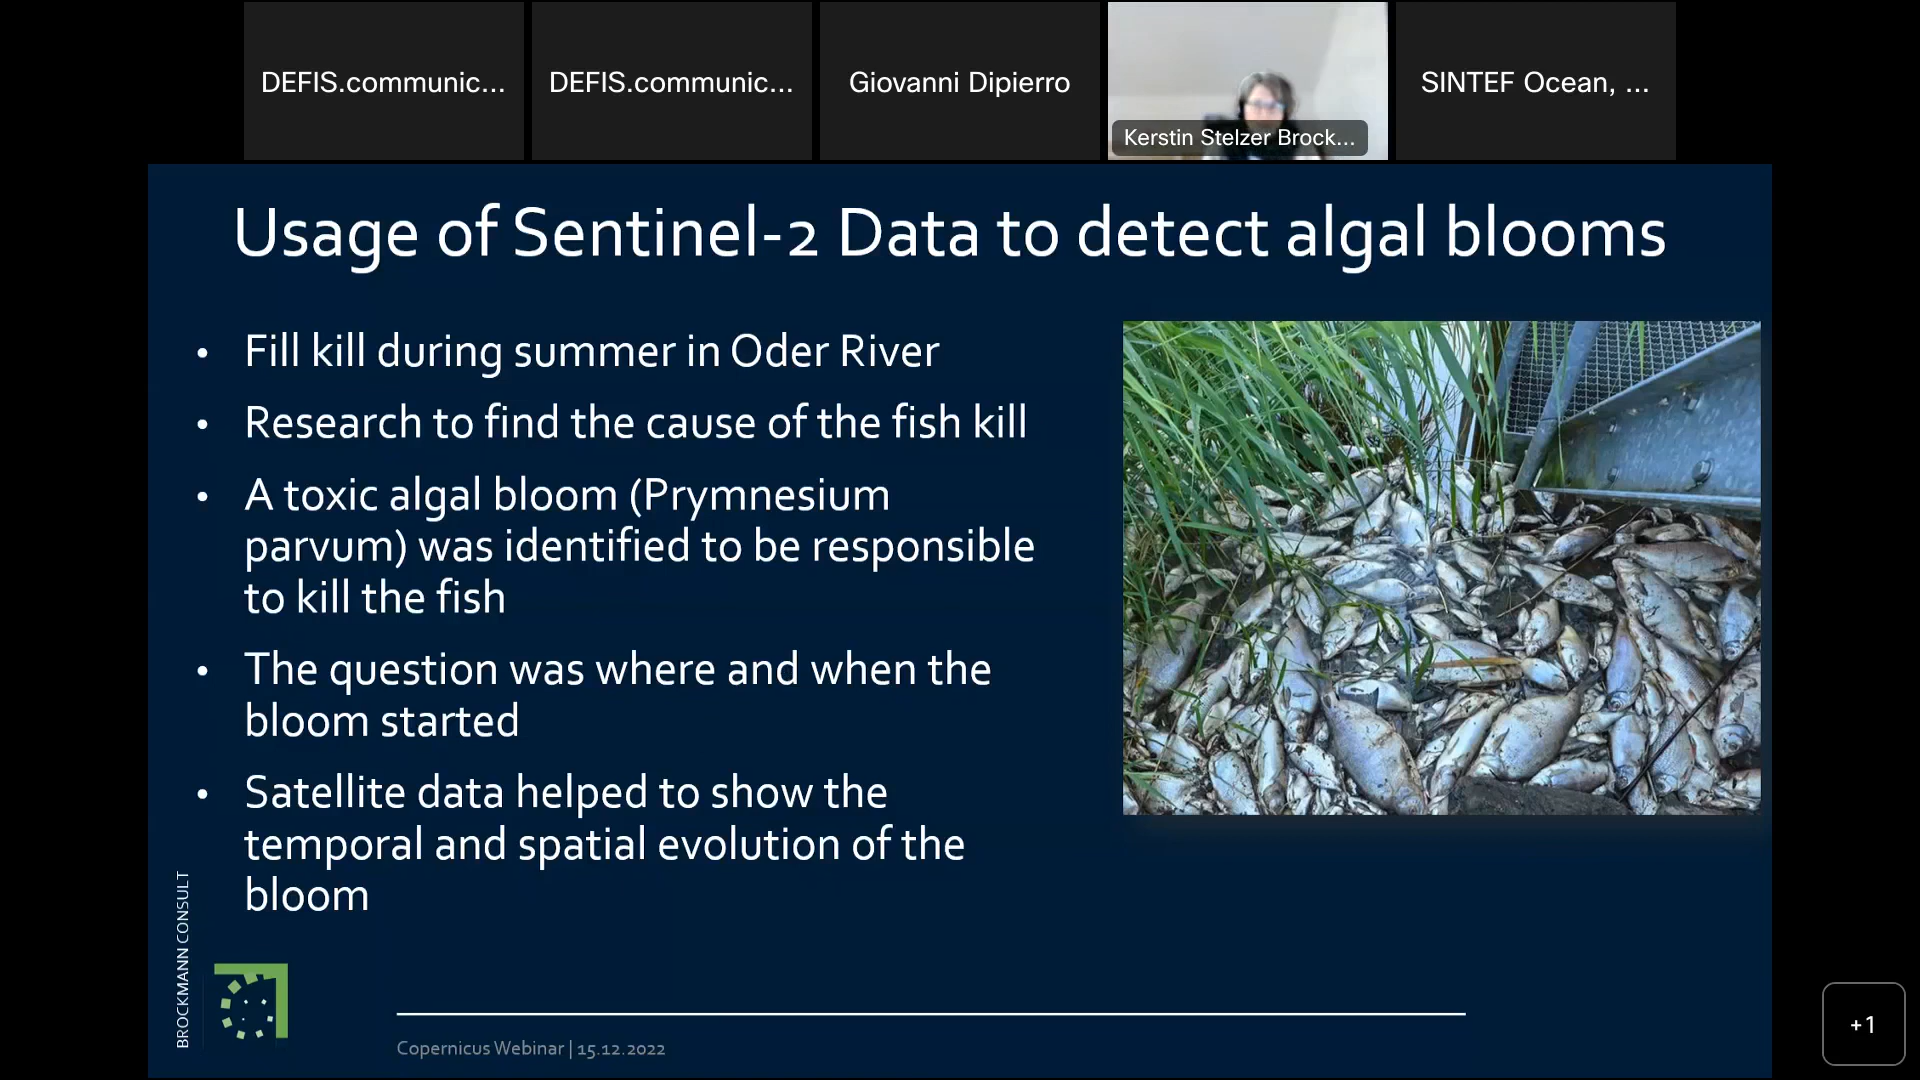 DEFIS.communic...
DEFIS.communic...
Giovanni Dipierro
Kerstin Stelzer Brock...
SINTEF Ocean, ...
Usage of Sentinel-2 Data to detect algal blooms
• Fill kill during summer in Oder River
• Research to find the cause of the fish kill
• A toxic algal bloom (Prymnesium
parvum) was identified to be responsible
to kill the fish
• The question was where and when the
bloom started
• Satellite data helped to show the
temporal and spatial evolution of the
bloom
BROCKMANN CONSULT
Copernicus Webinar | 15.12.2022
+1